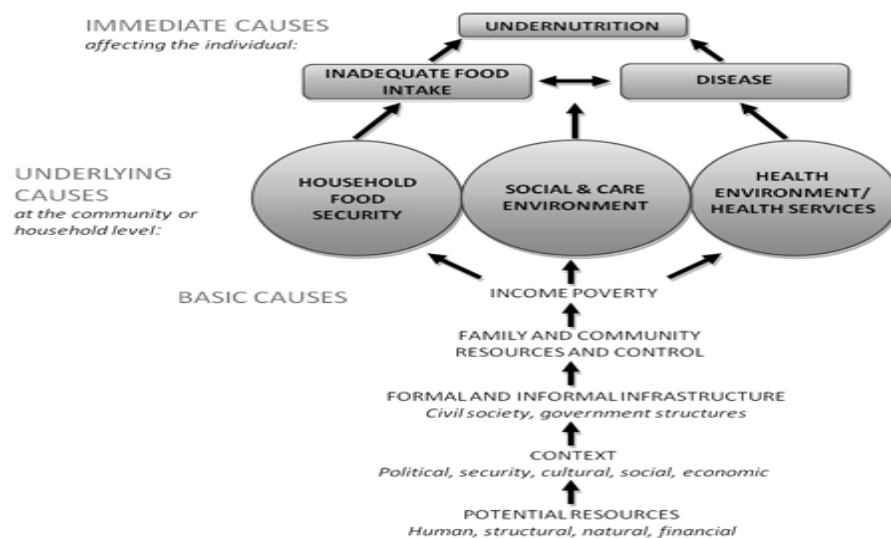 IMMEDIATE CAUSES
affecting the individual:
UNDERNUTRITION
INADEQUATE FOOD
INTAKE
DISEASE
UNDERLYING
CAUSES
at the community or
household level:
HOUSEHOLD
FOOD
SECURITY
SOCIAL & CARE
ENVIRONMENT
HEALTH
ENVIRONMENT/
HEALTH SERVICES
BASIC CAUSES
INCOME POVERTY
FAMILY AND COMMUNITY
RESOURCES AND CONTROL
FORMAL AND INFORMAL INFRASTRUCTURE
Civil society, government structures
CONTEXT
Political, security, cultural, social, economic
POTENTIAL RESOURCES
Human, structural, natural, financial